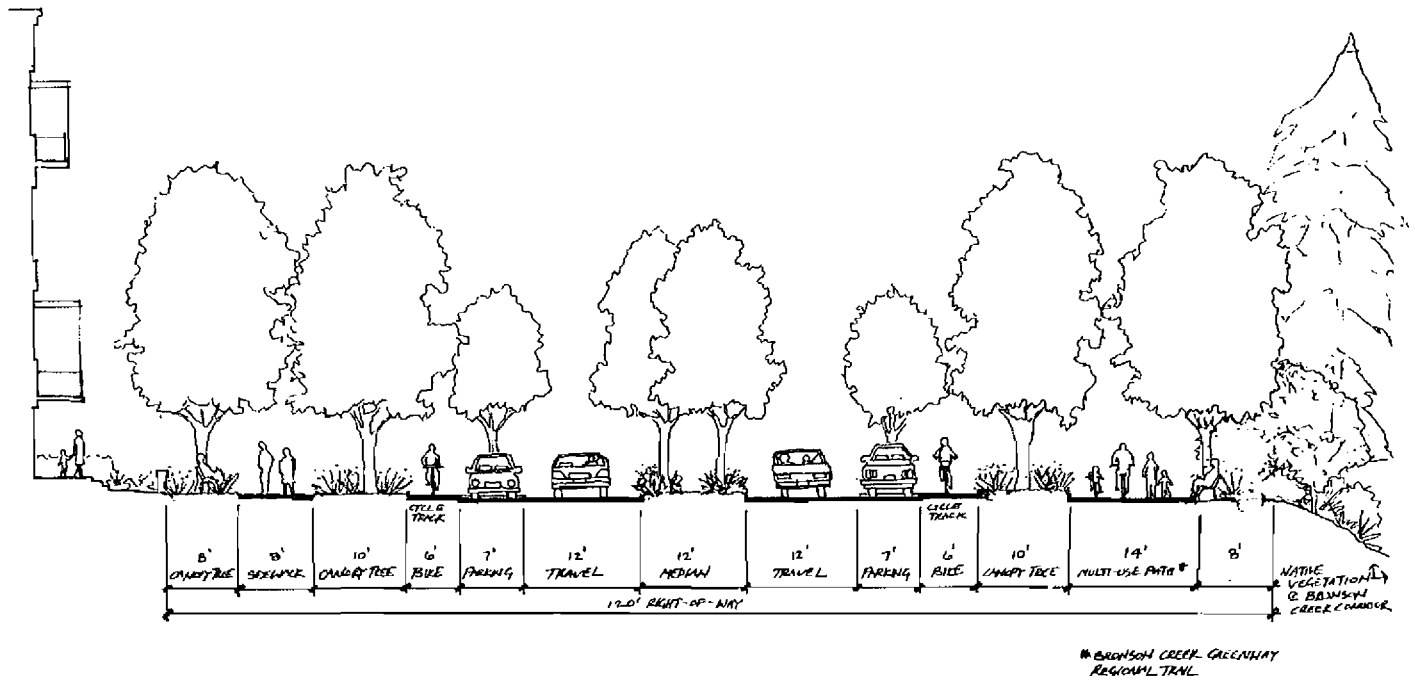 CYCLE
TRACK
CYCLE
TRACK
8' 8' 10' 6' 7' 12' 12' 12' 7' 6' 10' 14' 8'
CANOPY TREE SIDEWALK CANOPY TREE BIKE PARKING TRAVEL MEDIAN TRAVEL PARKING BIKE CANOPY TREE MULTI-USE PATH *
NATIVE
VEGETATION
@ BRONSON
CREEK CORRIDOR
120' RIGHT-OF-WAY
* BRONSON CREEK GREENWAY
REGIONAL TRAIL